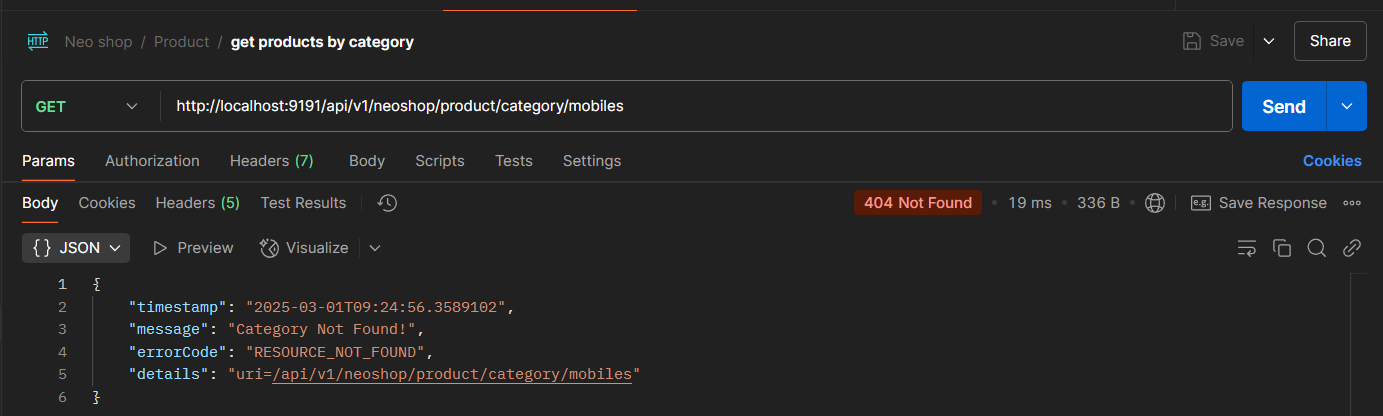 HTTP Neo shop / Product / get products by category Save Share
GET http://localhost:9191/api/v1/neoshop/product/category/mobiles Send
Params Authorization Headers (7) Body Scripts Tests Settings Cookies
Body Cookies Headers (5) Test Results 404 Not Found • 19 ms • 336 B • e.g. Save Response
{} JSON Preview Visualize
1 {
2 "timestamp": "2025-03-01T09:24:56.3589102",
3 "message": "Category Not Found!",
4 "errorCode": "RESOURCE_NOT_FOUND",
5 "details": "uri=/api/v1/neoshop/product/category/mobiles"
6 }